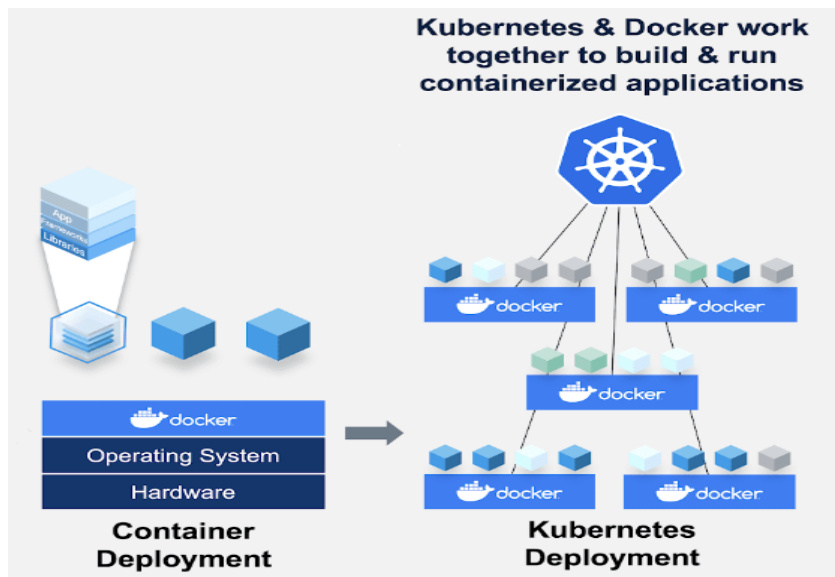 Kubernetes & Docker work
together to build & run
containerized applications
App
Frameworks
Libraries
docker
Operating System
Hardware
Container
Deployment
docker
docker
docker
docker
docker
Kubernetes
Deployment